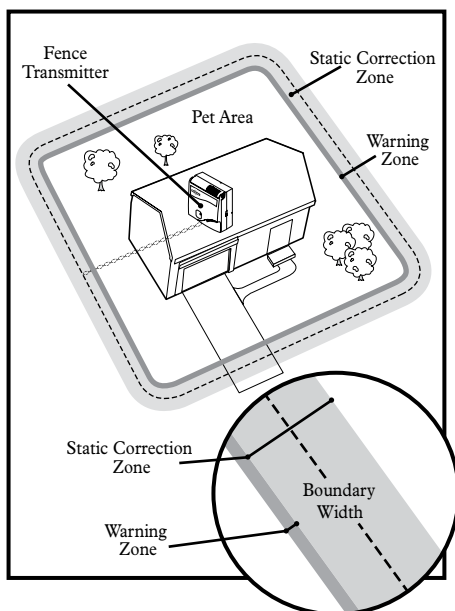 Fence
Transmitter
Static Correction
Zone
Pet Area
Warning
Zone
Static Correction
Zone
Boundary
Width
Warning
Zone